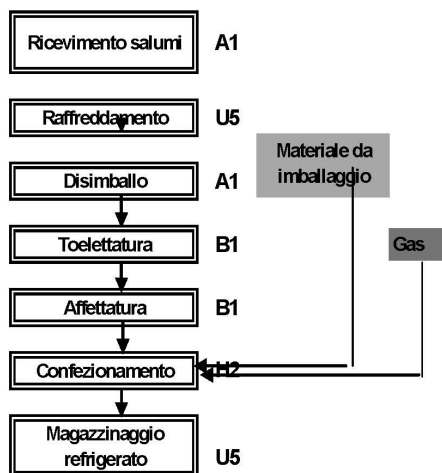 Ricevimento salumi A1
Raffreddamento U5
Materiale da
imballaggio
Disimballo A1
Toelettatura B1
Gas
Affettatura B1
Confezionamento H2
Magazzinaggio
refrigerato U5